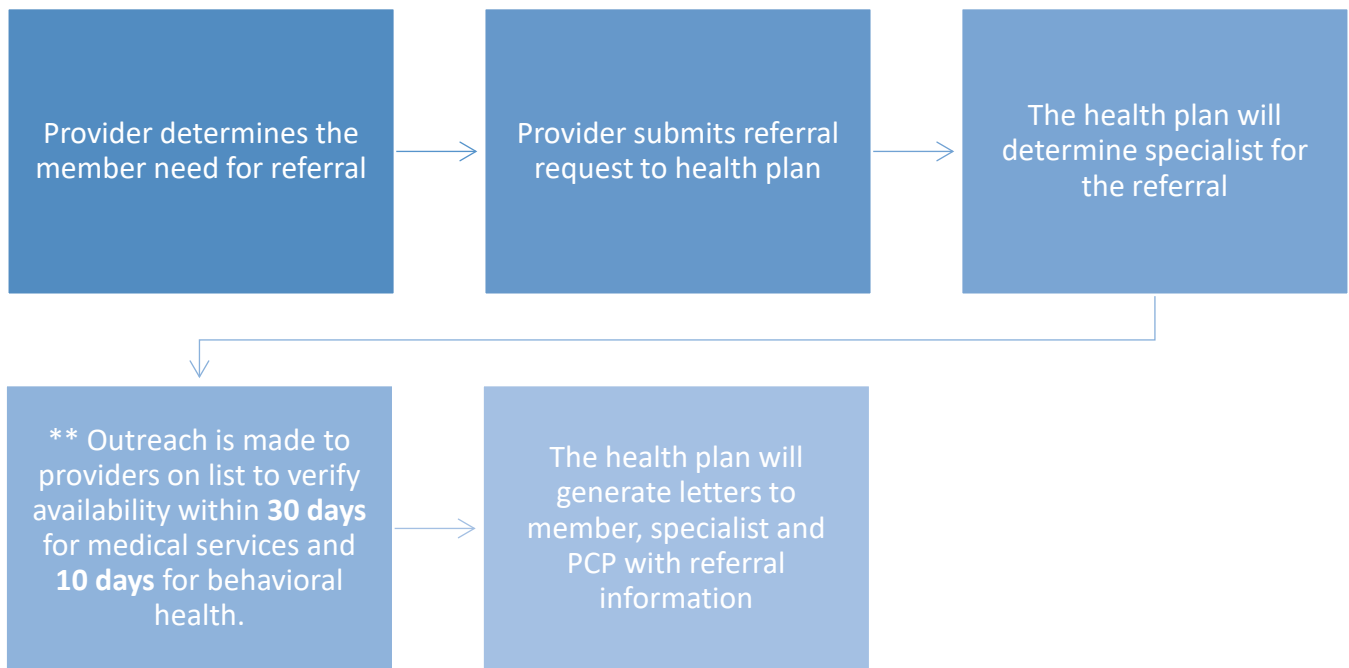 Provider determines the
member need for referral
Provider submits referral
request to health plan
The health plan will
determine specialist for
the referral
** Outreach is made to
providers on list to verify
availability within 30 days
for medical services and
10 days for behavioral
health.
The health plan will
generate letters to
member, specialist and
PCP with referral
information